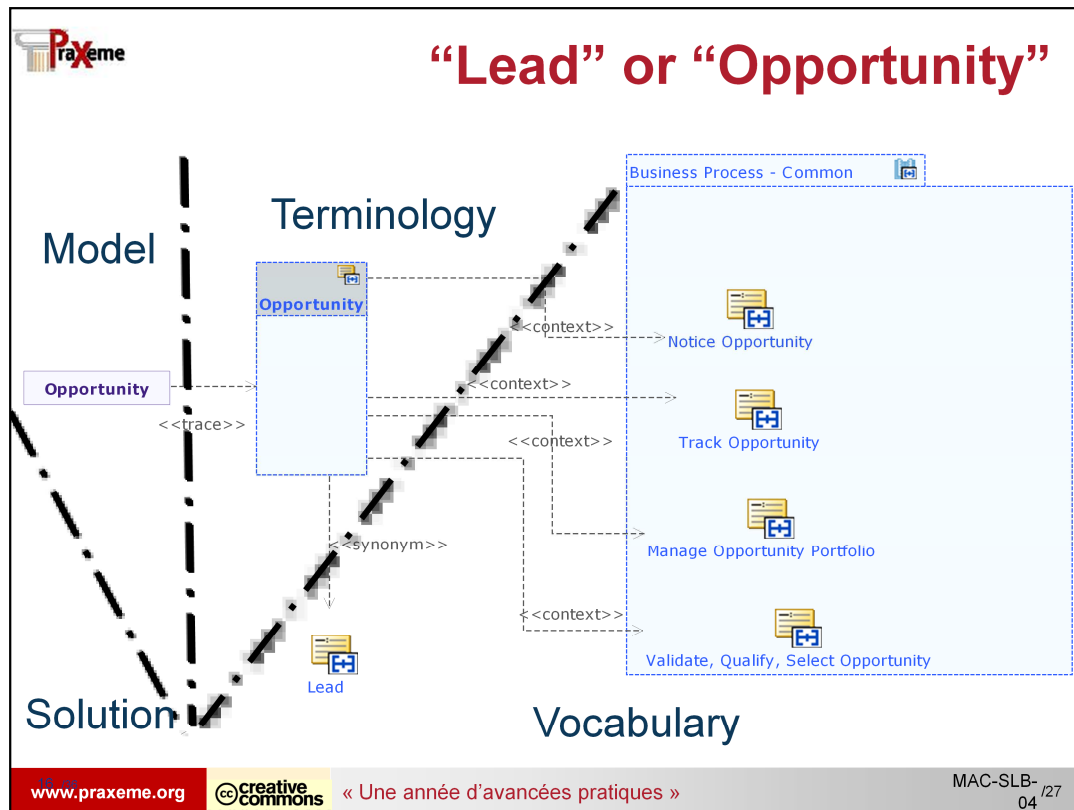 PraXeme
“Lead” or “Opportunity”
Business Process - Common
Terminology
Model
Opportunity
<<context>>
Notice Opportunity
Opportunity
<<context>>
<<trace>>
<<context>>
Track Opportunity
<<synonym>>
Manage Opportunity Portfolio
<<context>>
Validate, Qualify, Select Opportunity
Lead
Solution
Vocabulary
www.praxeme.org
cc creative commons
« Une année d’avancées pratiques »
MAC-SLB-
04 /27